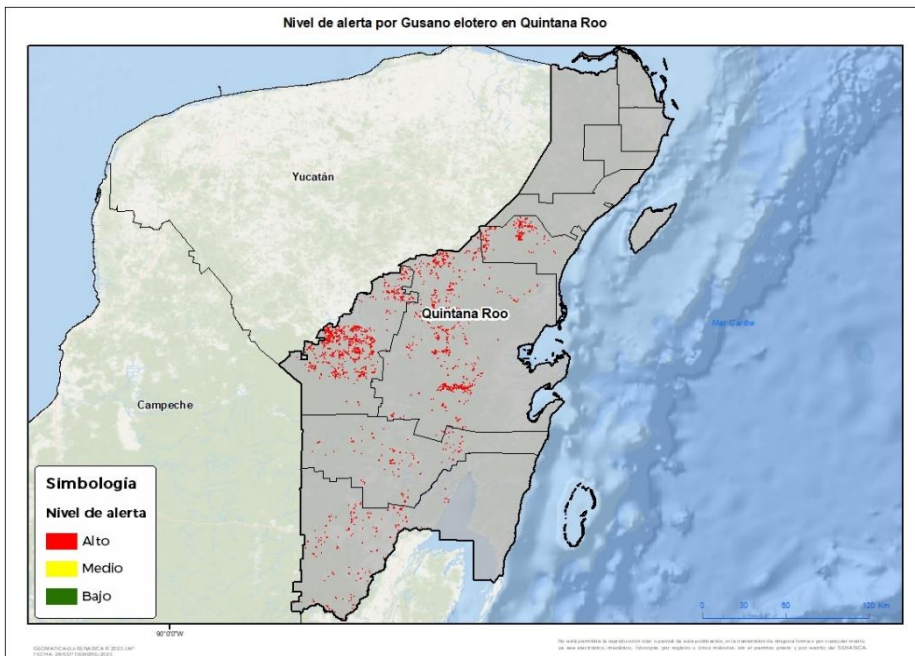 Nivel de alerta por Gusano elotero en Quintana Roo
Yucatán
Quintana Roo
Mar Caribe
Campeche
Simbología
Nivel de alerta
Alto
Medio
Bajo
0 30 60 120 Km
90°0'0"W